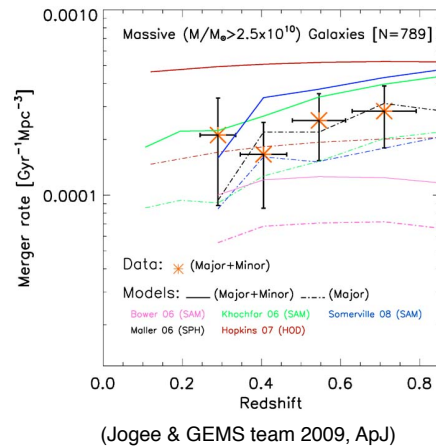 0.0010
Massive (M/M⊙>2.5x10¹⁰) Galaxies [N=789]
Merger rate [Gyr⁻¹Mpc⁻³]
0.0001
Data: (Major+Minor)
Models: (Major+Minor) (Major)
Bower 06 (SAM) Khochfar 06 (SAM) Somerville 08 (SAM)
Maller 06 (SPH) Hopkins 07 (HOD)
0.0 0.2 0.4 0.6 0.8
Redshift
(Jogee & GEMS team 2009, ApJ)